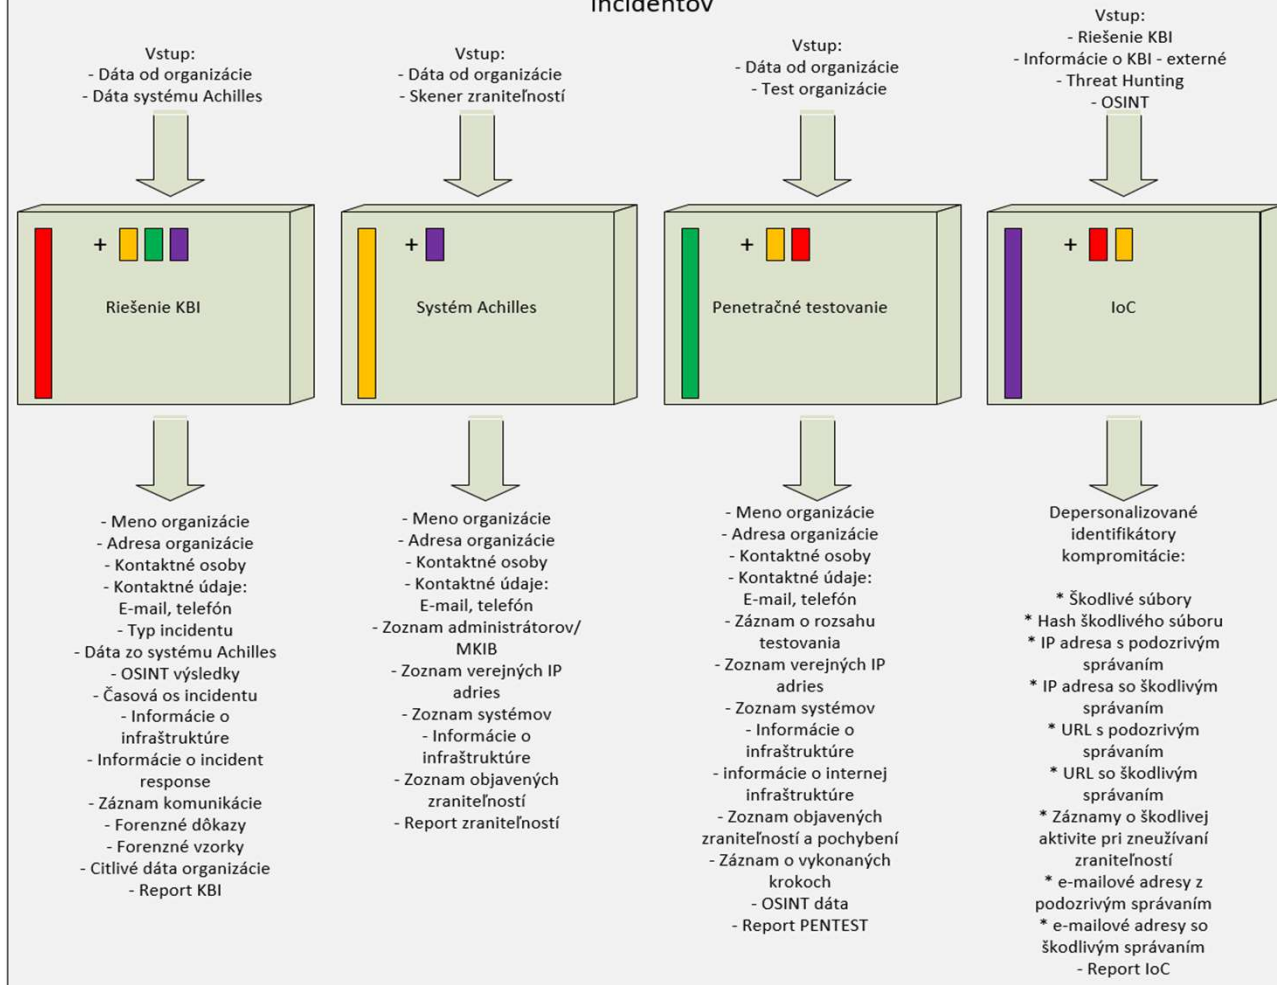 incidentov
Vstup:
- Dáta od organizácie
- Dáta systému Achilles
+
Riešenie KBI
- Meno organizácie
- Adresa organizácie
- Kontaktné osoby
- Kontaktné údaje:
E-mail, telefón
- Typ incidentu
- Dáta zo systému Achilles
- OSINT výsledky
- Časová os incidentu
- Informácie o
infraštruktúre
- Informácie o incident
response
- Záznam komunikácie
- Forenzné dôkazy
- Forenzné vzorky
- Citlivé dáta organizácie
- Report KBI
Vstup:
- Dáta od organizácie
- Skener zraniteľností
+
Systém Achilles
- Meno organizácie
- Adresa organizácie
- Kontaktné osoby
- Kontaktné údaje:
E-mail, telefón
- Zoznam administrátorov/
MKIB
- Zoznam verejných IP
adries
- Zoznam systémov
- Informácie o
infraštruktúre
- Zoznam objavených
zraniteľností
- Report zraniteľností
Vstup:
- Dáta od organizácie
- Test organizácie
+
Penetračné testovanie
- Meno organizácie
- Adresa organizácie
- Kontaktné osoby
- Kontaktné údaje:
E-mail, telefón
- Záznam o rozsahu
testovania
- Zoznam verejných IP
adries
- Zoznam systémov
- Informácie o
infraštruktúre
- informácie o internej
infraštruktúre
- Zoznam objavených
zraniteľností a pochybení
- Záznam o vykonaných
krokoch
- OSINT dáta
- Report PENTEST
Vstup:
- Riešenie KBI
- Informácie o KBI - externé
- Threat Hunting
- OSINT
+
IoC
Depersonalizované
identifikátory
kompromitácie:
* Škodlivé súbory
* Hash škodlivého súboru
* IP adresa s podozrivým
správaním
* IP adresa so škodlivým
správaním
* URL s podozrivým
správaním
* URL so škodlivým
správaním
* Záznamy o škodlivej
aktivite pri zneužívaní
zraniteľností
* e-mailové adresy z
podozrivým správaním
* e-mailové adresy so
škodlivým správaním
- Report IoC